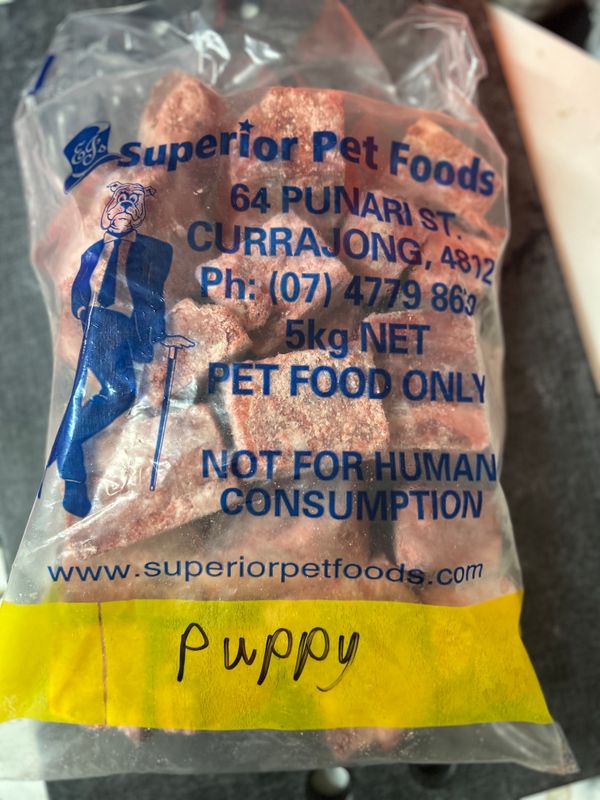 EJ's Superior Pet Foods
64 PUNARI ST.
CURRAJONG, 4812
Ph: (07) 4779
5kg NET
PET FOOD ONLY
NOT FOR HUMAN
CONSUMPTION
www.superiorpetfoods.com
Puppy